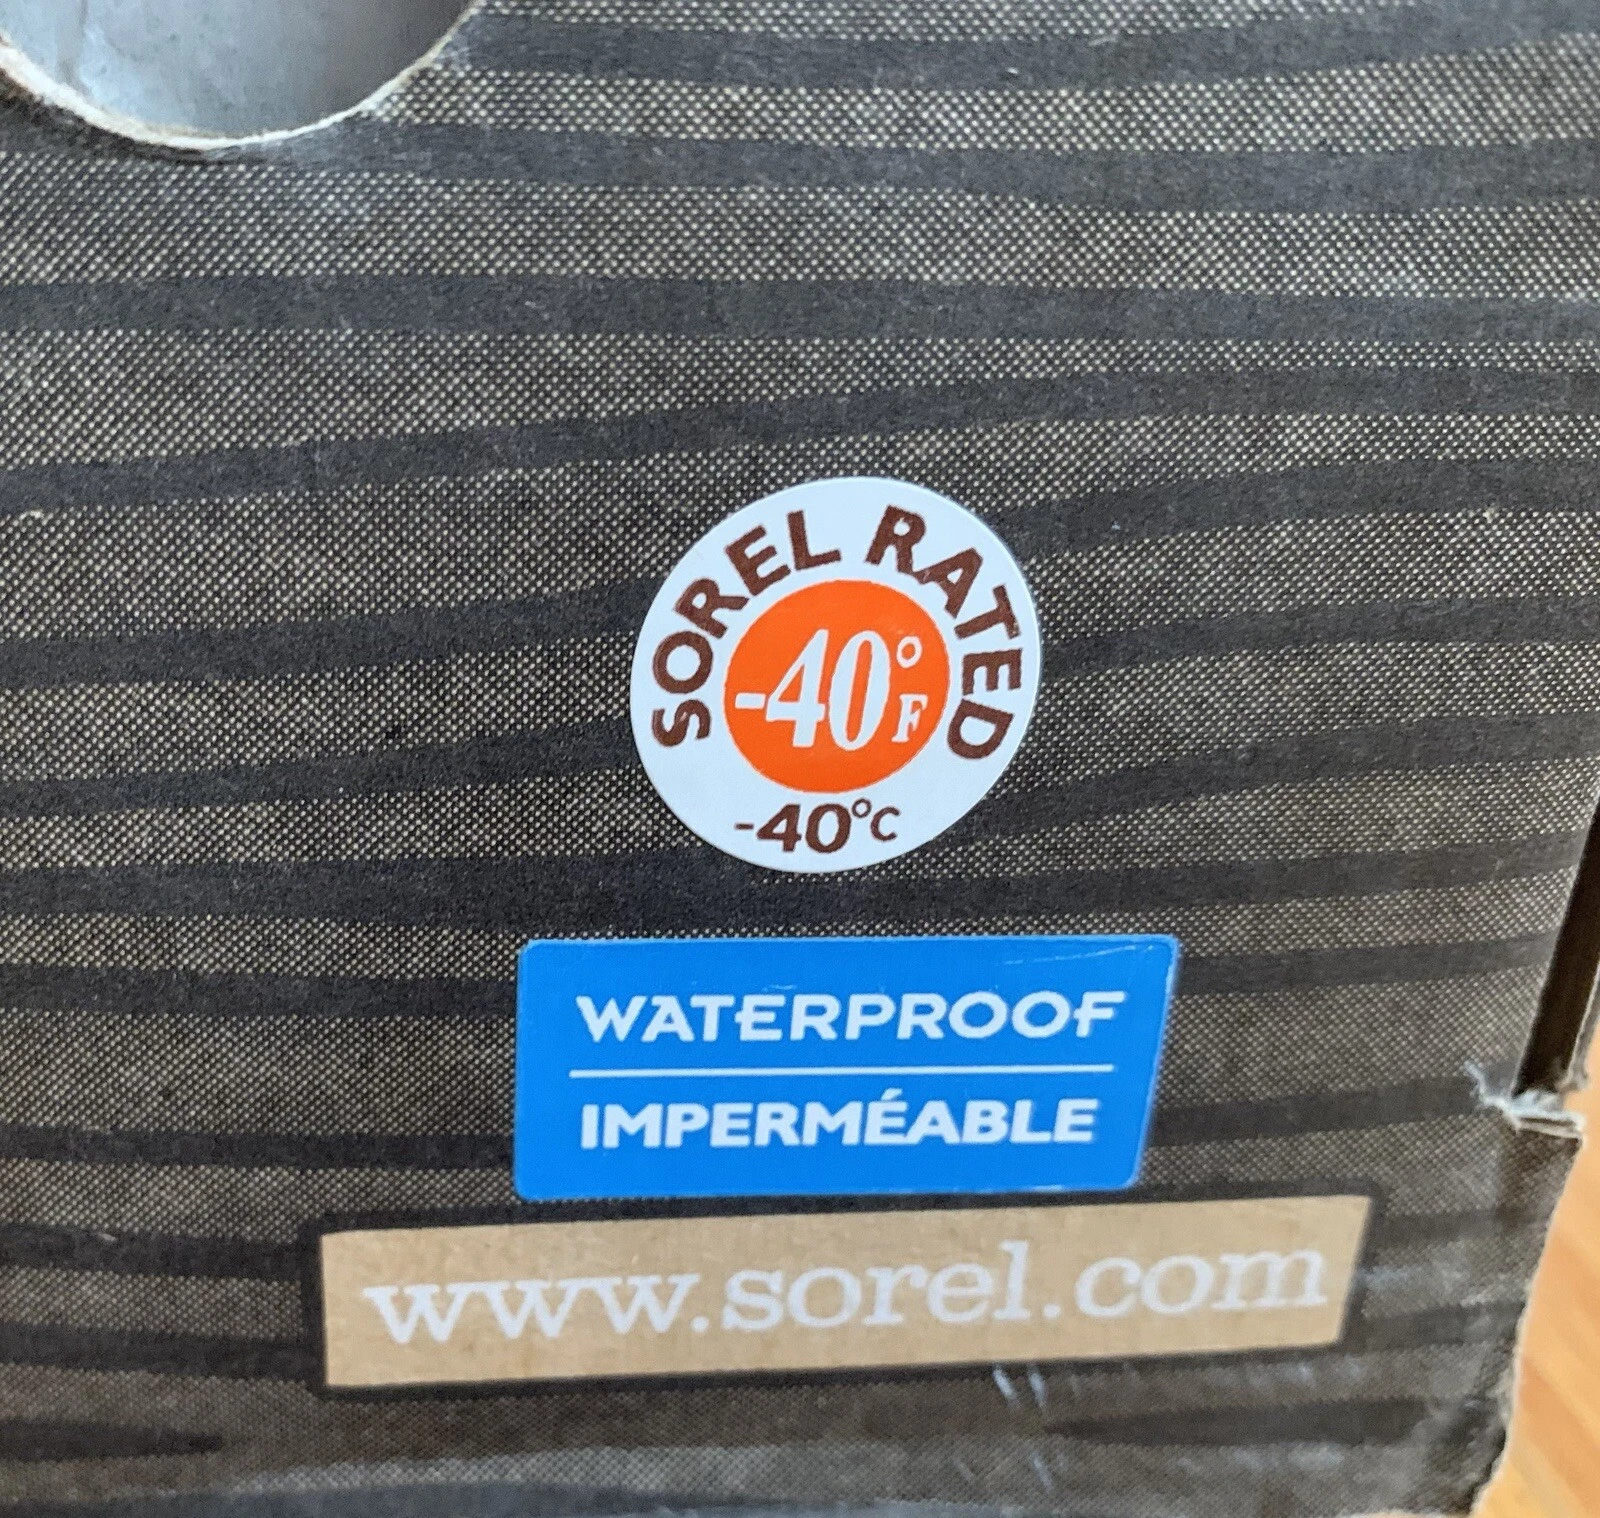 SOREL RATED
-40°F
-40°C
WATERPROOF
IMPERMÉABLE
www.sorel.com